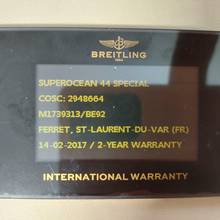 BREITLING
1884
SUPEROCEAN 44 SPECIAL
COSC: 2948664
M1739313/BE92
FERRET, ST-LAURENT-DU-VAR (FR)
14-02-2017 / 2-YEAR WARRANTY
INTERNATIONAL WARRANTY